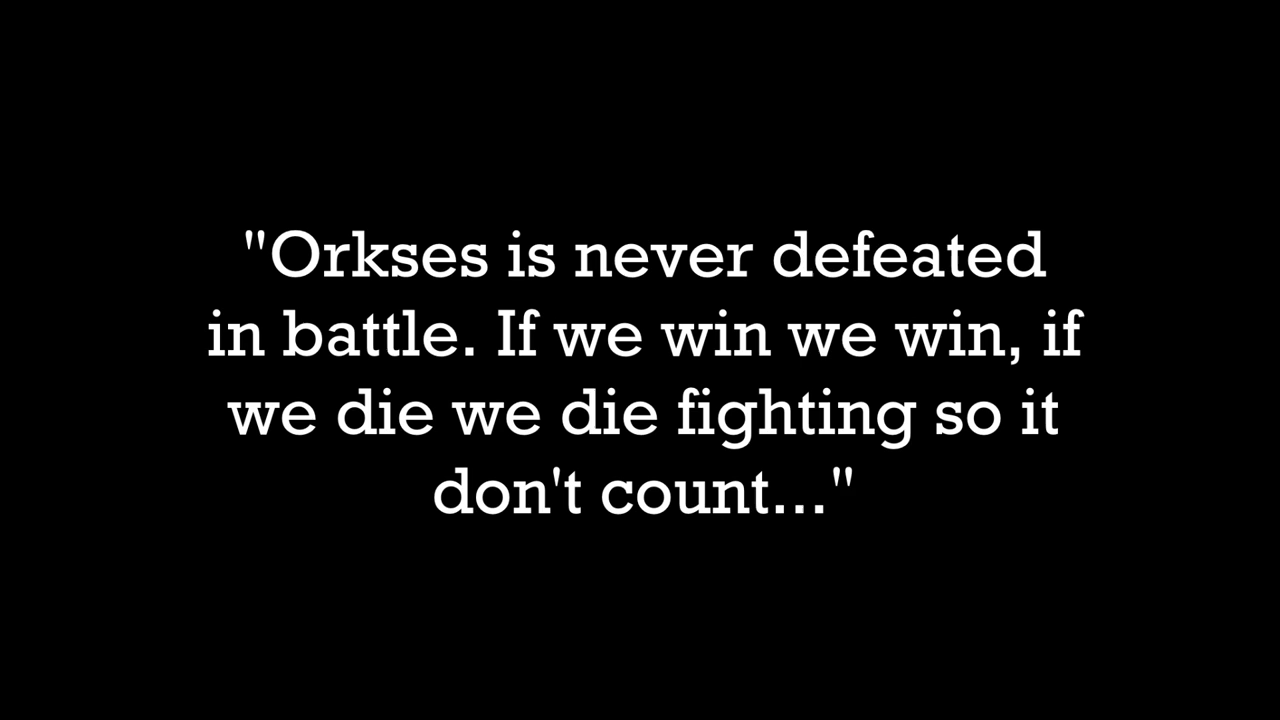 "Orkses is never defeated
in battle. If we win we win, if
we die we die fighting so it
don't count..."